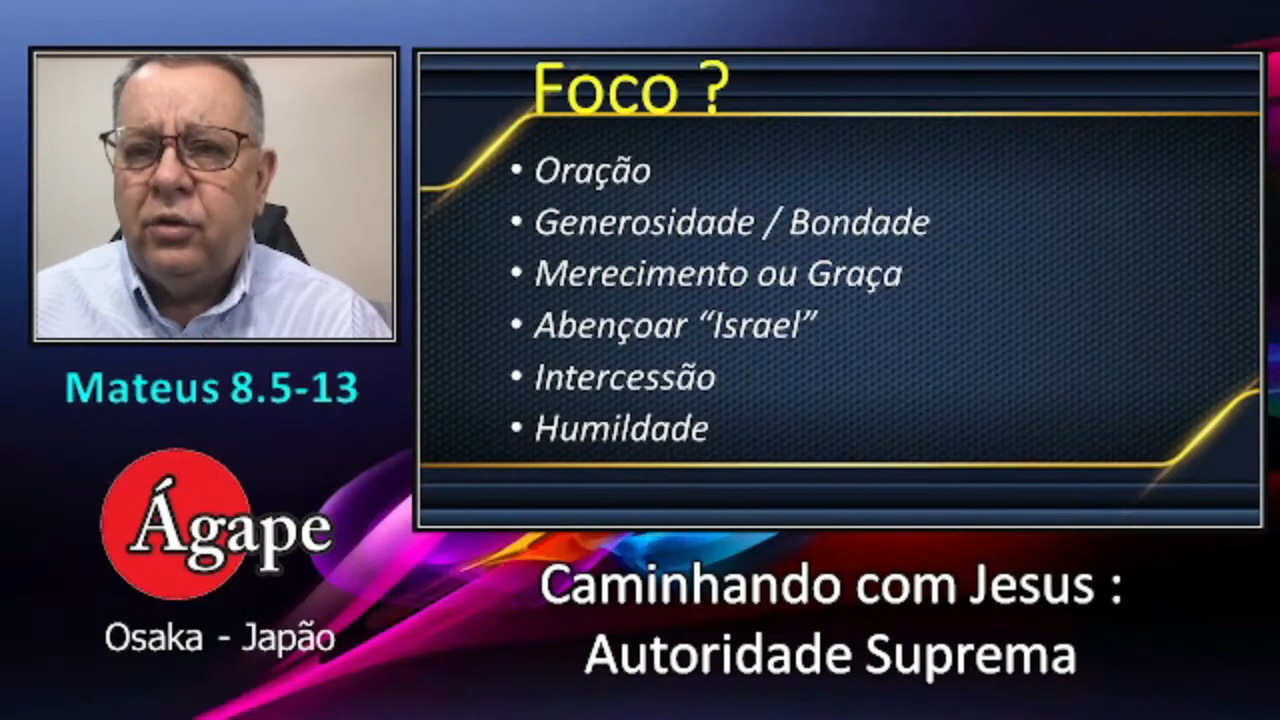 Foco ?
• Oração
• Generosidade / Bondade
• Merecimento ou Graça
• Abençoar “Israel”
• Intercessão
• Humildade
Mateus 8.5-13
Ágape
Osaka - Japão
Caminhando com Jesus :
Autoridade Suprema